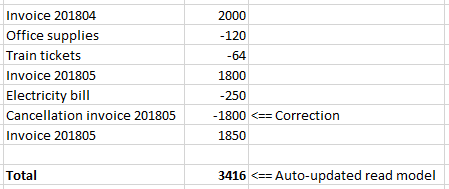 Invoice 201804 2000
Office supplies -120
Train tickets -64
Invoice 201805 1800
Electricity bill -250
Cancellation invoice 201805 -1800 <== Correction
Invoice 201805 1850
Total 3416 <== Auto-updated read model